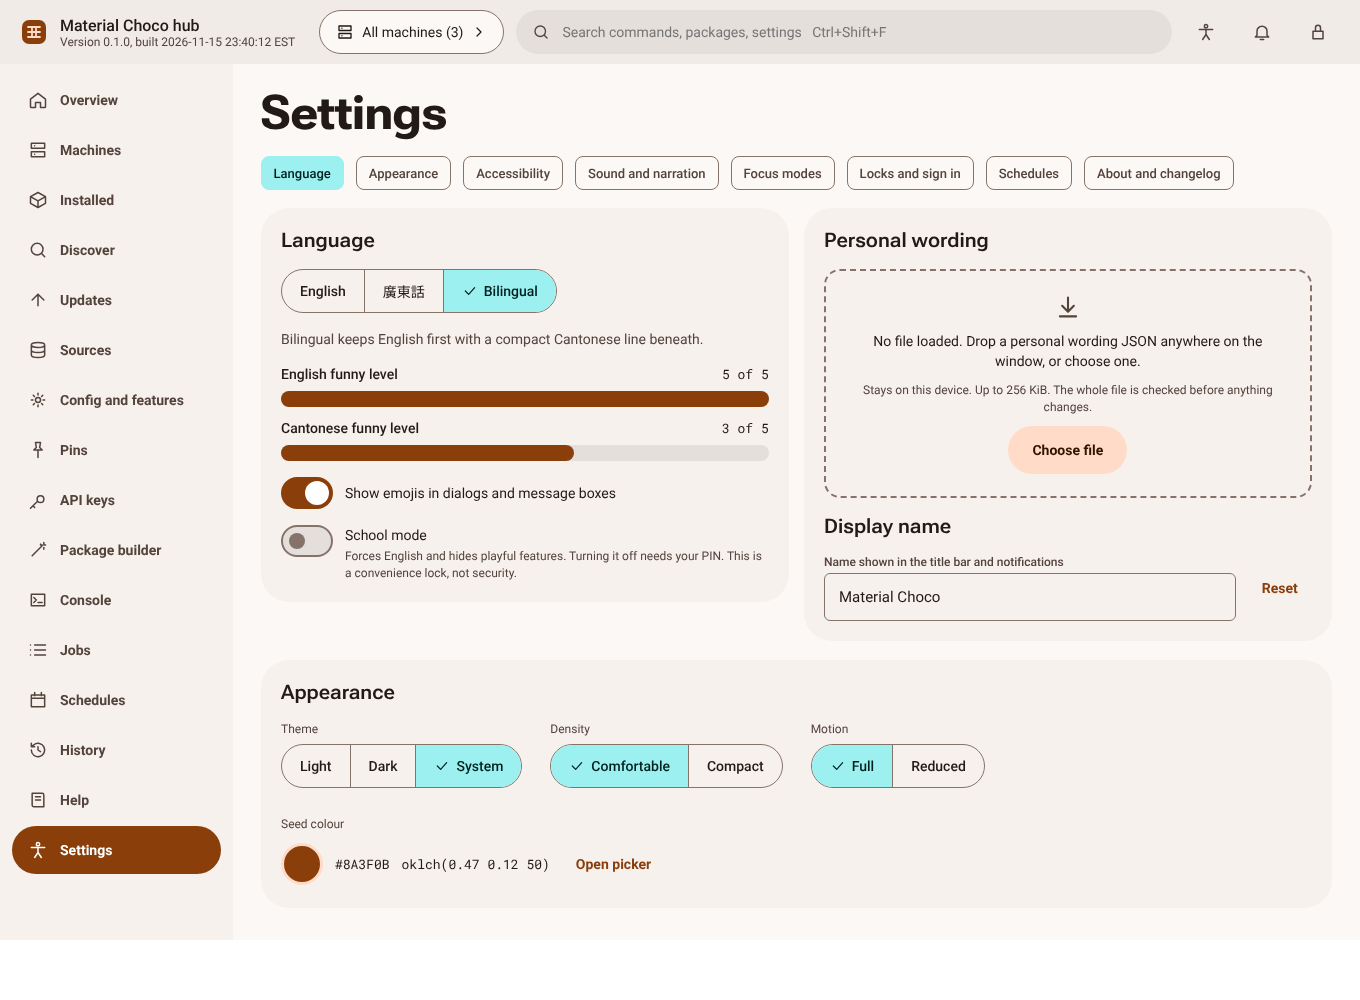 Material Choco hub
Version 0.1.0, built 2026-11-15 23:40:12 EST
All machines (3)
Search commands, packages, settings Ctrl+Shift+F
Overview
Machines
Installed
Discover
Updates
Sources
Config and features
Pins
API keys
Package builder
Console
Jobs
Schedules
History
Help
Settings
Settings
Language
Appearance
Accessibility
Sound and narration
Focus modes
Locks and sign in
Schedules
About and changelog
Language
English
廣東話
Bilingual
Bilingual keeps English first with a compact Cantonese line beneath.
English funny level 5 of 5
Cantonese funny level 3 of 5
Show emojis in dialogs and message boxes
School mode
Forces English and hides playful features. Turning it off needs your PIN. This is
a convenience lock, not security.
Personal wording
No file loaded. Drop a personal wording JSON anywhere on the
window, or choose one.
Stays on this device. Up to 256 KiB. The whole file is checked before anything
changes.
Choose file
Display name
Name shown in the title bar and notifications
Material Choco
Reset
Appearance
Theme
Light
Dark
System
Density
Comfortable
Compact
Motion
Full
Reduced
Seed colour
#8A3F0B oklch(0.47 0.12 50)
Open picker